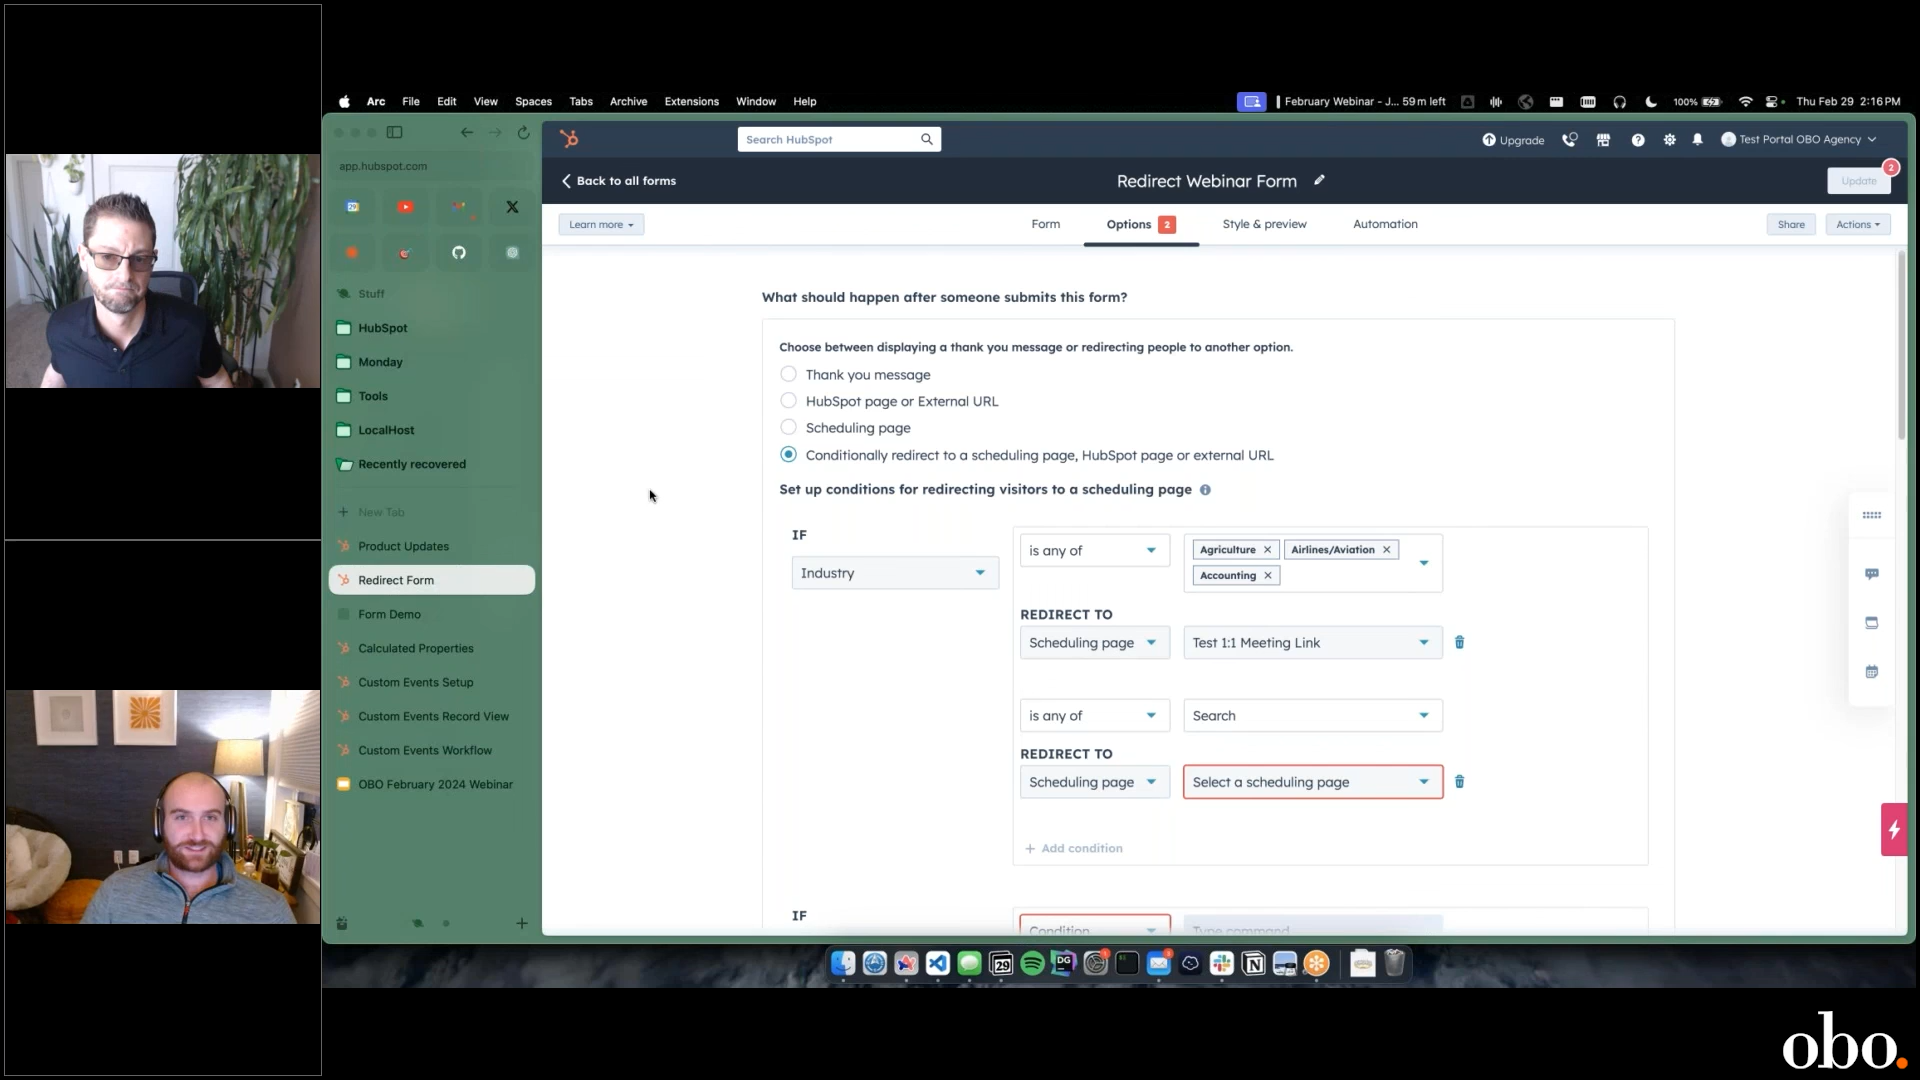 Arc File Edit View Spaces Tabs Archive Extensions Window Help
February Webinar - J... 59 m left
100%
Thu Feb 29 2:16 PM
app.hubspot.com
Search HubSpot
Upgrade
Test Portal OBO Agency
Back to all forms
Redirect Webinar Form
Update
2
Learn more
Form
Options 2
Style & preview
Automation
Share
Actions
Stuff
HubSpot
Monday
Tools
LocalHost
Recently recovered
New Tab
Product Updates
Redirect Form
Form Demo
Calculated Properties
Custom Events Setup
Custom Events Record View
Custom Events Workflow
OBO February 2024 Webinar
What should happen after someone submits this form?
Choose between displaying a thank you message or redirecting people to another option.
Thank you message
HubSpot page or External URL
Scheduling page
Conditionally redirect to a scheduling page, HubSpot page or external URL
Set up conditions for redirecting visitors to a scheduling page
IF
Industry
is any of
Agriculture × Airlines/Aviation ×
Accounting ×
REDIRECT TO
Scheduling page
Test 1:1 Meeting Link
is any of
Search
REDIRECT TO
Scheduling page
Select a scheduling page
+ Add condition
IF
Condition
Type command
29
DG
obo.